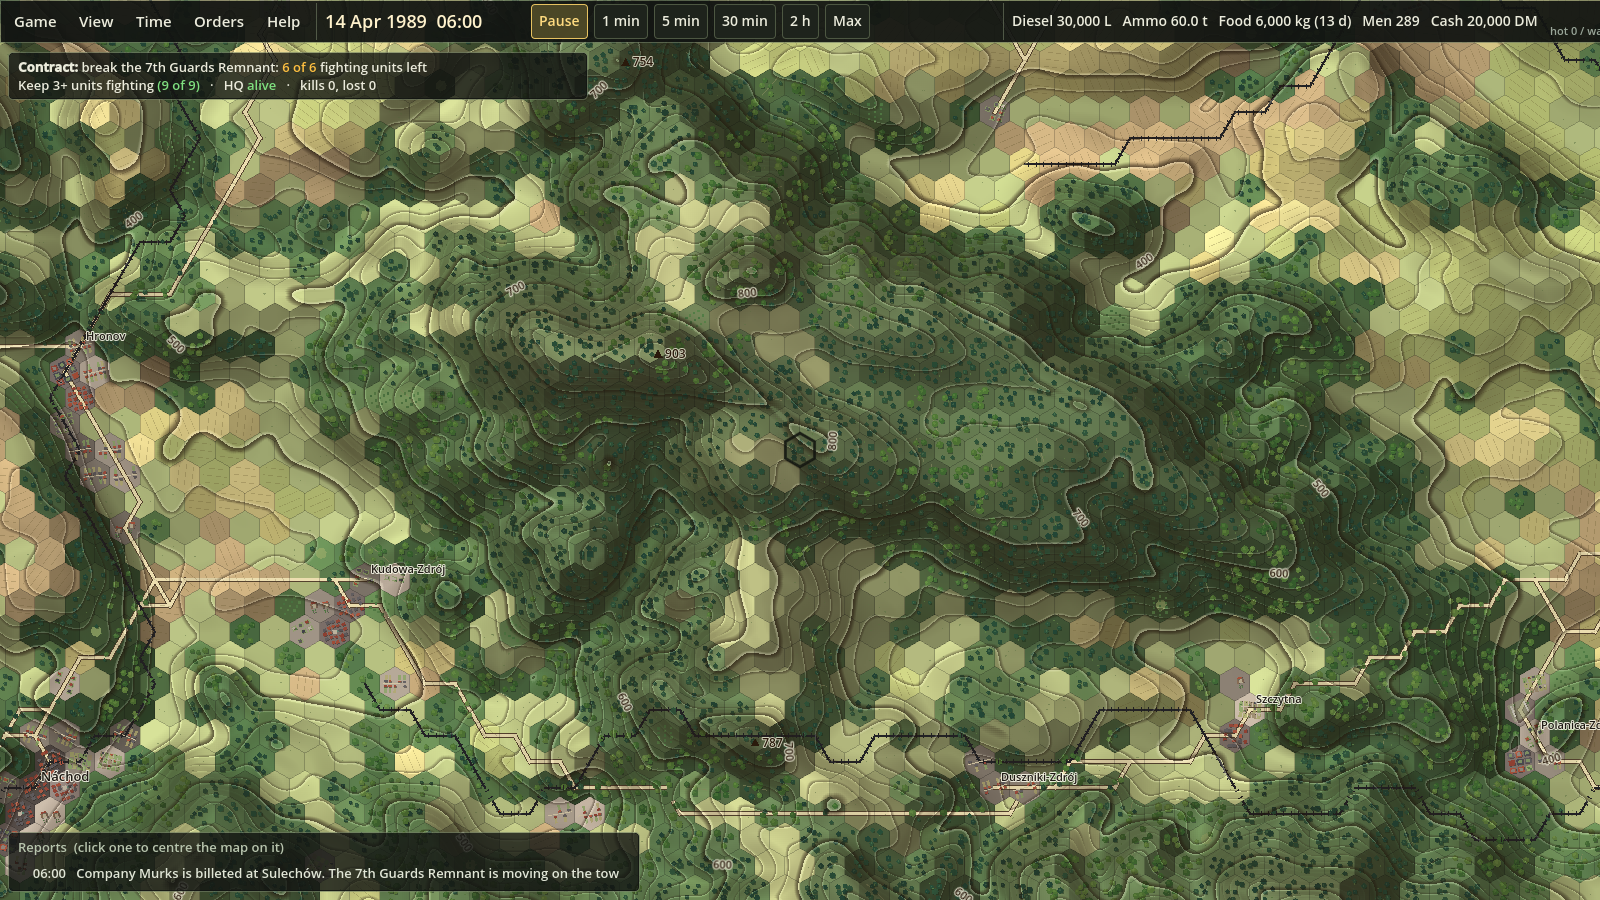 Game View Time Orders Help 14 Apr 1989 06:00 Pause 1 min 5 min 30 min 2 h Max Diesel 30,000 L Ammo 60.0 t Food 6,000 kg (13 d) Men 289 Cash 20,000 DM
hot 0 / wa
Contract: break the 7th Guards Remnant: 6 of 6 fighting units left
Keep 3+ units fighting (9 of 9) · HQ alive · kills 0, lost 0
754
700
400
400
700
800
Hronov
500
903
800
500
700
Kudowa-Zdrój
600
600
Szczytna
Polanica-Zd
787
700
400
Náchod
Duszniki-Zdrój
600
600
Reports (click one to centre the map on it)
06:00 Company Murks is billeted at Sulechów. The 7th Guards Remnant is moving on the tow